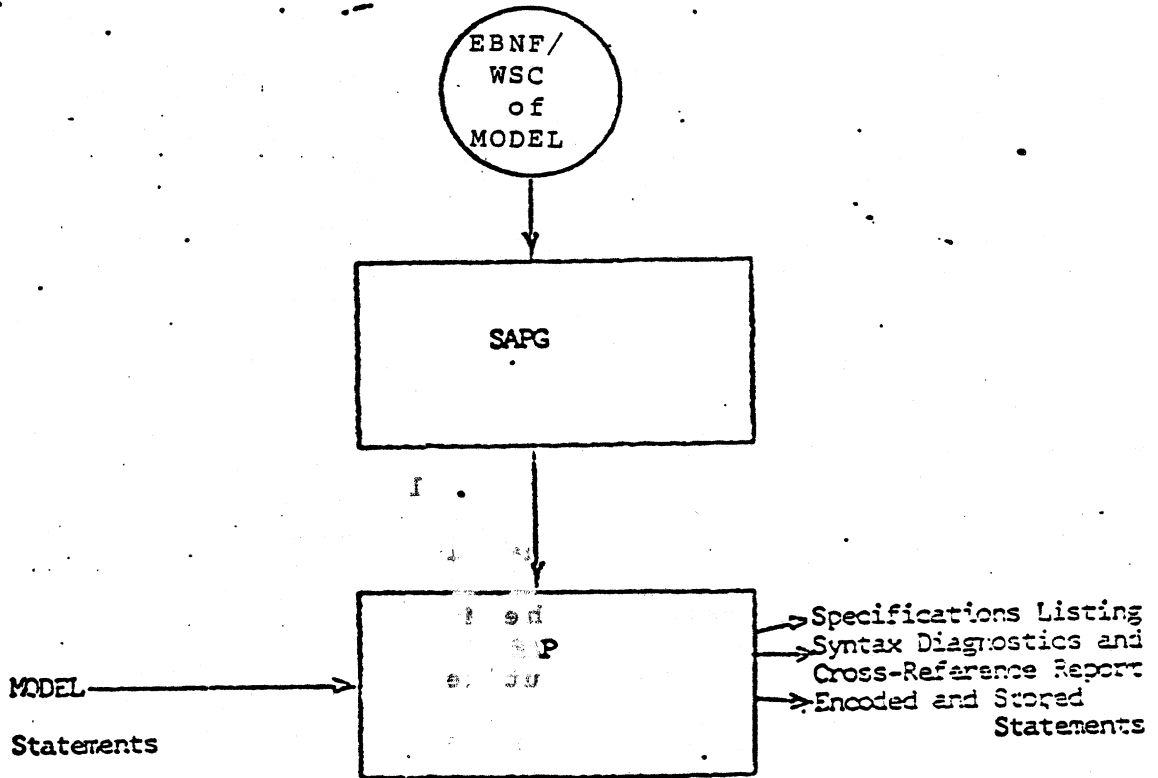 EBNF/
WSC
of
MODEL
SAPG
MODEL
Statements
Specifications Listing
Syntax Diagnostics and
Cross-Reference Report
Encoded and Stored
Statements